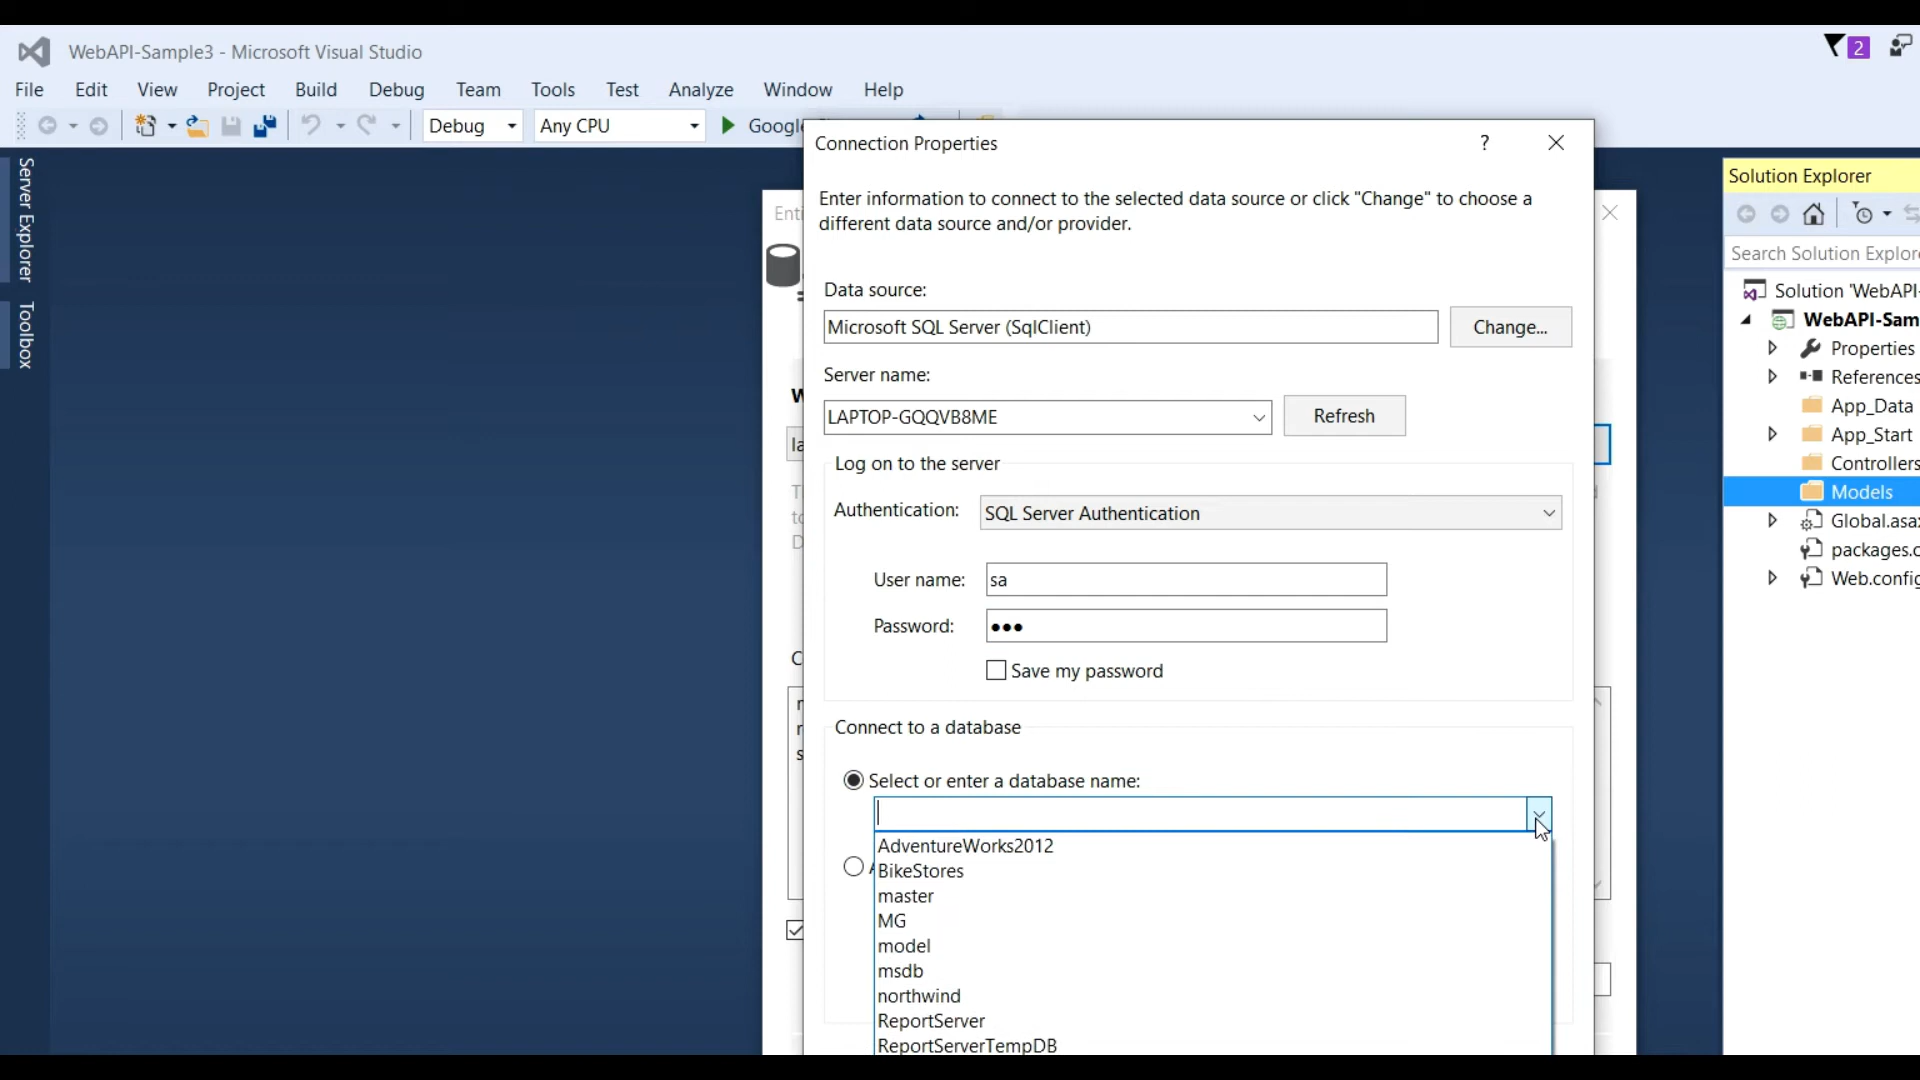 WebAPI-Sample3 - Microsoft Visual Studio
2
File Edit View Project Build Debug Team Tools Test Analyze Window Help
Debug Any CPU Google
Server Explorer
Toolbox
Connection Properties
?
Enter information to connect to the selected data source or click "Change" to choose a
different data source and/or provider.
Data source:
Microsoft SQL Server (SqlClient)
Change...
Server name:
LAPTOP-GQQVB8ME
Refresh
Log on to the server
Authentication: SQL Server Authentication
User name: sa
Password:
Save my password
Connect to a database
Select or enter a database name:
AdventureWorks2012
BikeStores
master
MG
model
msdb
northwind
ReportServer
ReportServerTempDB
Solution Explorer
Search Solution Explore
Solution 'WebAPI-
WebAPI-Sam
Properties
References
App_Data
App_Start
Controllers
Models
Global.asax
packages.c
Web.config